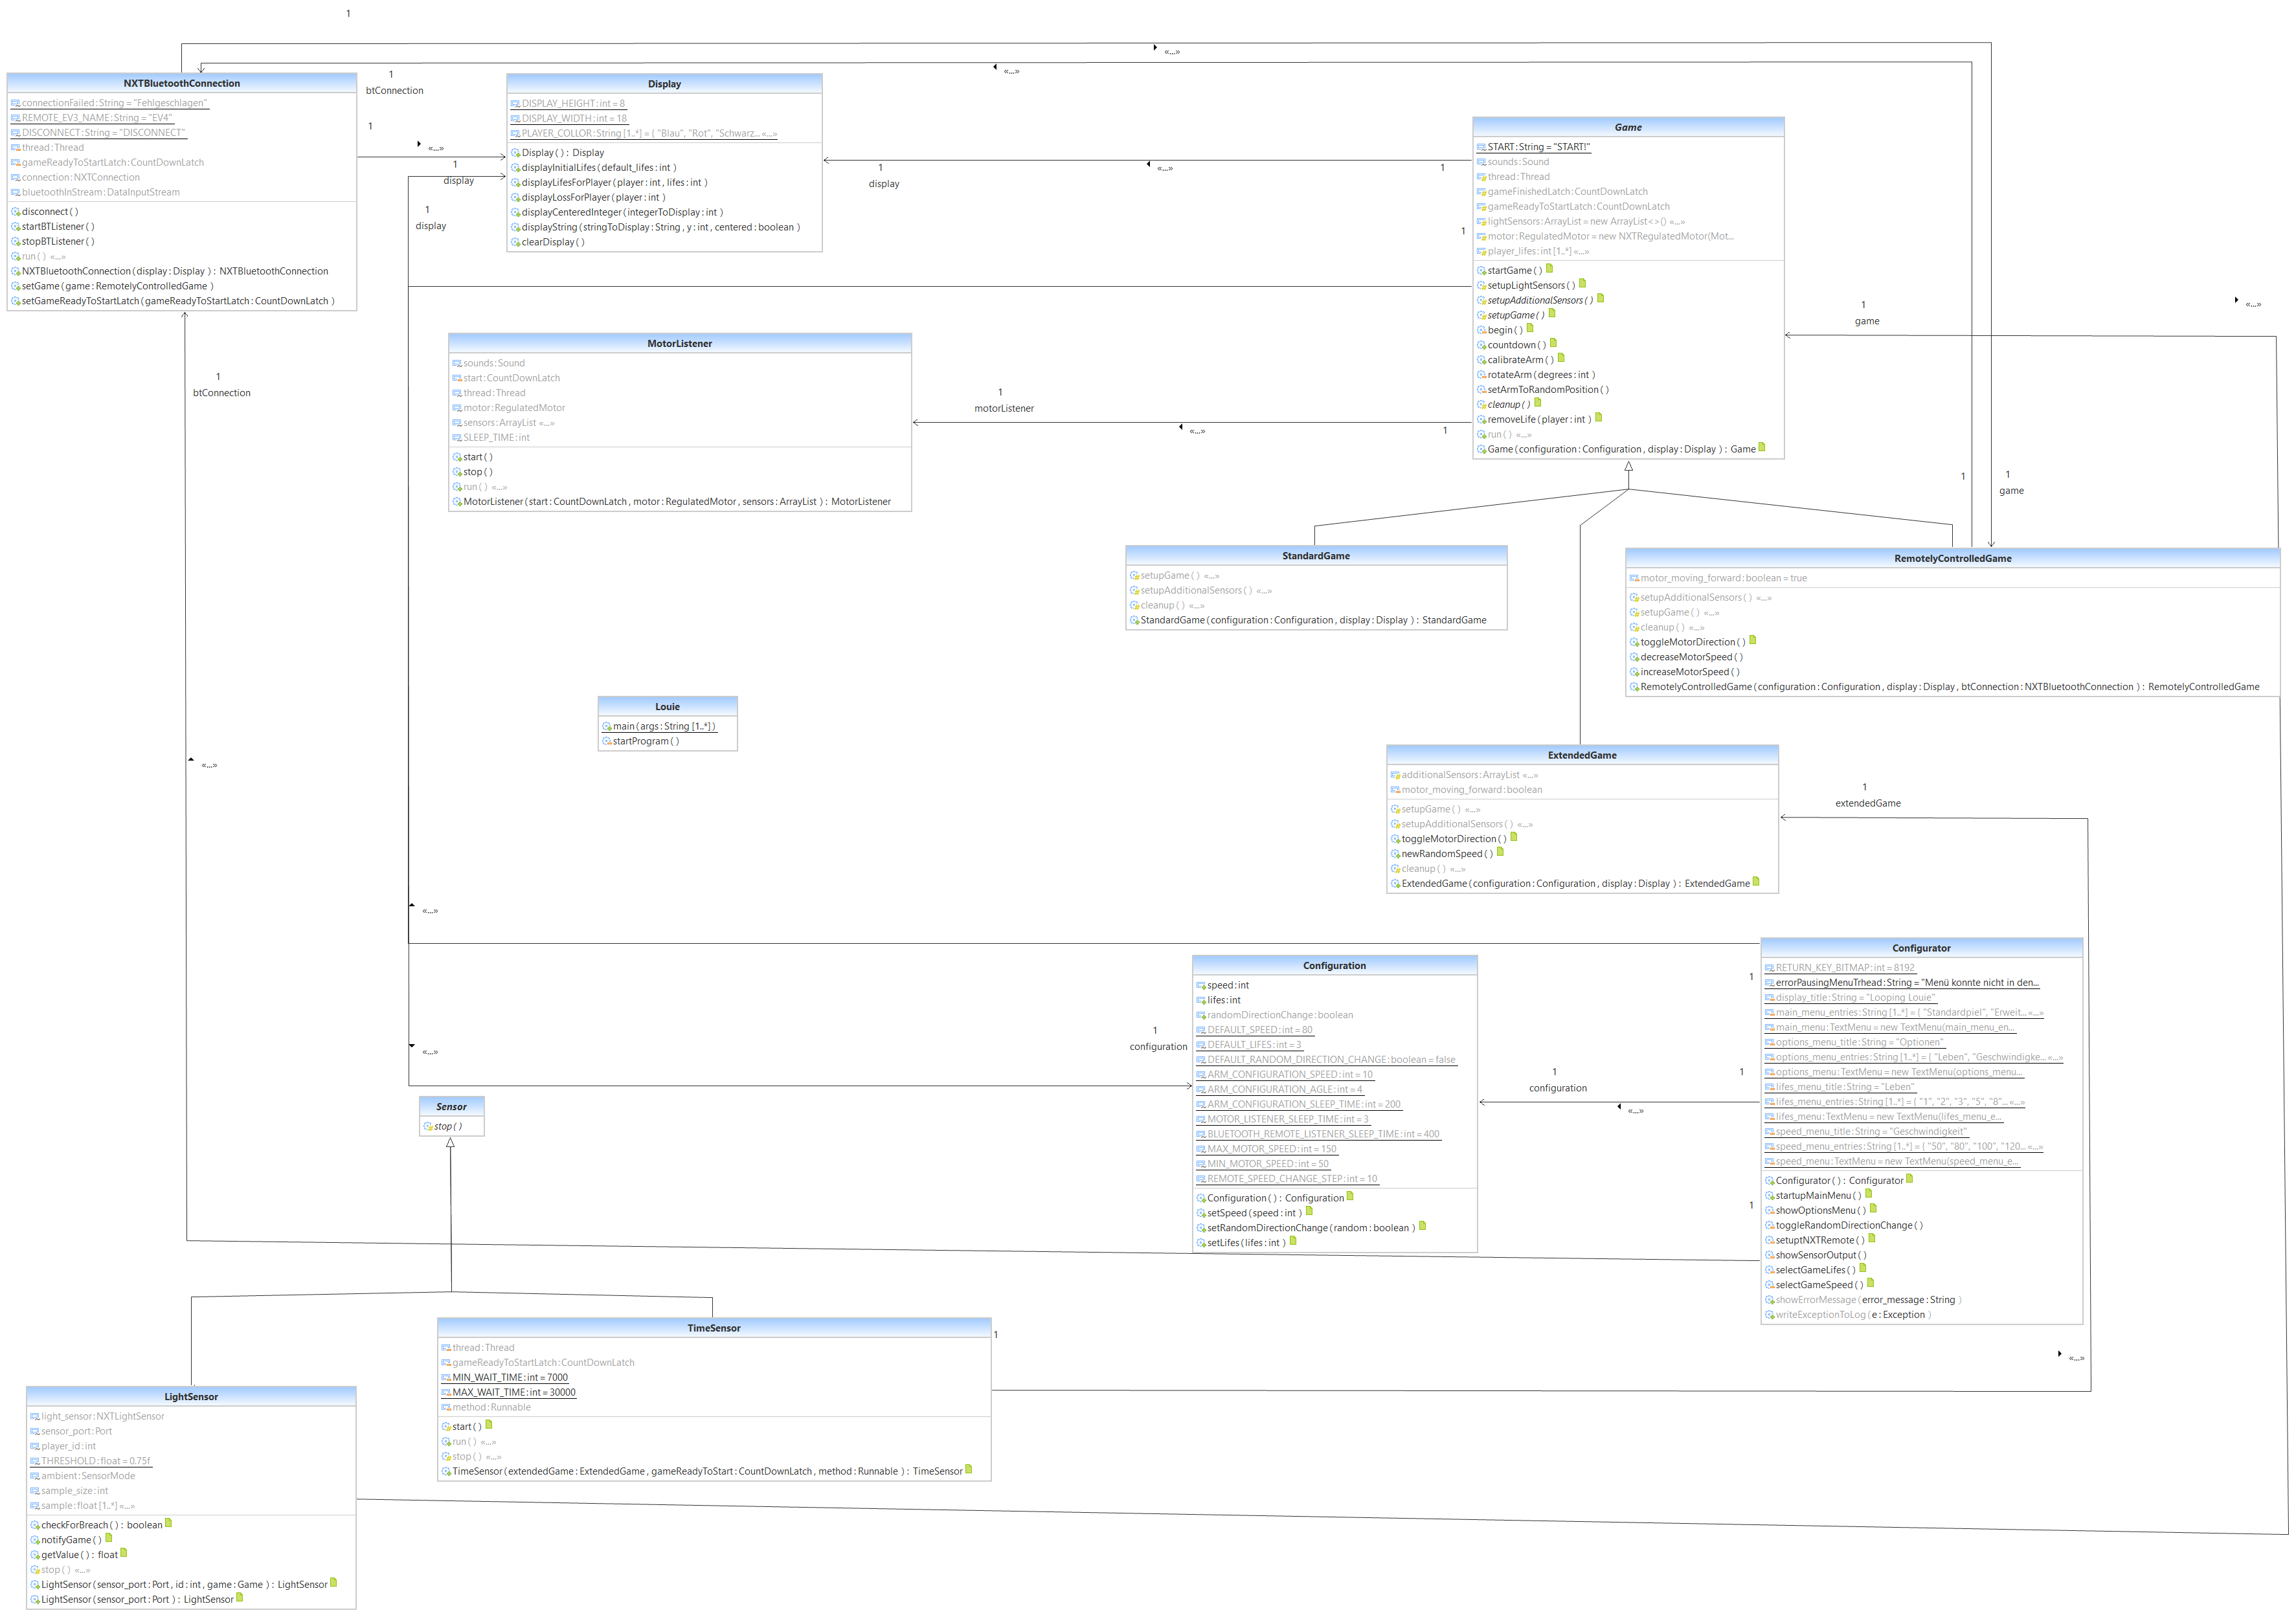 1
«...»
«...»
NXTBluetoothConnection
connectionFailed : String = "Fehlgeschlagen"
REMOTE_EV3_NAME : String = "EV4"
DISCONNECT : String = "DISCONNECT"
thread : Thread
gameReadyToStartLatch : CountDownLatch
connection : NXTConnection
bluetoothInStream : DataInputStream
disconnect ( )
startBTListener ( )
stopBTListener ( )
run ( ) «...»
NXTBluetoothConnection ( display : Display ) : NXTBluetoothConnection
setGame ( game : RemotelyControlledGame )
setGameReadyToStartLatch ( gameReadyToStartLatch : CountDownLatch )
1
btConnection
1
«...»
1
display
1
display
Display
DISPLAY_HEIGHT : int = 8
DISPLAY_WIDTH : int = 18
PLAYER_COLLOR : String [1..*] = { "Blau", "Rot", "Schwarz... «...»
Display ( ) : Display
displayInitialLifes ( default_lifes : int )
displayLifesForPlayer ( player : int , lifes : int )
displayLossForPlayer ( player : int )
displayCenteredInteger ( integerToDisplay : int )
displayString ( stringToDisplay : String , y : int , centered : boolean )
clearDisplay ( )
1
display
«...»
1
1
Game
START : String = "START!"
sounds : Sound
thread : Thread
gameFinishedLatch : CountDownLatch
gameReadyToStartLatch : CountDownLatch
lightSensors : ArrayList = new ArrayList<>() «...»
motor : RegulatedMotor = new NXTRegulatedMotor(Mot...
player_lifes : int [1..*] «...»
startGame ( )
setupLightSensors ( )
setupAdditionalSensors ( )
setupGame ( )
begin ( )
countdown ( )
calibrateArm ( )
rotateArm ( degrees : int )
setArmToRandomPosition ( )
cleanup ( )
removeLife ( player : int )
run ( ) «...»
Game ( configuration : Configuration , display : Display ) : Game
1
game
«...»
MotorListener
sounds : Sound
start : CountDownLatch
thread : Thread
motor : RegulatedMotor
sensors : ArrayList «...»
SLEEP_TIME : int
start ( )
stop ( )
run ( ) «...»
MotorListener ( start : CountDownLatch , motor : RegulatedMotor , sensors : ArrayList ) : MotorListener
1
motorListener
«...»
1
1
btConnection
1
1
game
StandardGame
setupGame ( ) «...»
setupAdditionalSensors ( ) «...»
cleanup ( ) «...»
StandardGame ( configuration : Configuration , display : Display ) : StandardGame
RemotelyControlledGame
motor_moving_forward : boolean = true
setupAdditionalSensors ( ) «...»
setupGame ( ) «...»
cleanup ( ) «...»
toggleMotorDirection ( )
decreaseMotorSpeed ( )
increaseMotorSpeed ( )
RemotelyControlledGame ( configuration : Configuration , display : Display , btConnection : NXTBluetoothConnection ) : RemotelyControlledGame
Louie
main ( args : String [1..*] )
startProgram ( )
«...»
ExtendedGame
additionalSensors : ArrayList «...»
motor_moving_forward : boolean
setupGame ( ) «...»
setupAdditionalSensors ( ) «...»
toggleMotorDirection ( )
newRandomSpeed ( )
cleanup ( ) «...»
ExtendedGame ( configuration : Configuration , display : Display ) : ExtendedGame
1
extendedGame
«...»
«...»
1
configuration
Configuration
speed : int
lifes : int
randomDirectionChange : boolean
DEFAULT_SPEED : int = 80
DEFAULT_LIFES : int = 3
DEFAULT_RANDOM_DIRECTION_CHANGE : boolean = false
ARM_CONFIGURATION_SPEED : int = 10
ARM_CONFIGURATION_AGLE : int = 4
ARM_CONFIGURATION_SLEEP_TIME : int = 200
MOTOR_LISTENER_SLEEP_TIME : int = 3
BLUETOOTH_REMOTE_LISTENER_SLEEP_TIME : int = 400
MAX_MOTOR_SPEED : int = 150
MIN_MOTOR_SPEED : int = 50
REMOTE_SPEED_CHANGE_STEP : int = 10
Configuration ( ) : Configuration
setSpeed ( speed : int )
setRandomDirectionChange ( random : boolean )
setLifes ( lifes : int )
1
configuration
«...»
1
1
1
Configurator
RETURN_KEY_BITMAP : int = 8192
errorPausingMenuTrhead : String = "Menü konnte nicht in den...
display_title : String = "Looping Louie"
main_menu_entries : String [1..*] = { "Standardpiel", "Erweit... «...»
main_menu : TextMenu = new TextMenu(main_menu_en...
options_menu_title : String = "Optionen"
options_menu_entries : String [1..*] = { "Leben", "Geschwindigke... «...»
options_menu : TextMenu = new TextMenu(options_menu...
lifes_menu_title : String = "Leben"
lifes_menu_entries : String [1..*] = { "1", "2", "3", "5", "8"... «...»
lifes_menu : TextMenu = new TextMenu(lifes_menu_e...
speed_menu_title : String = "Geschwindigkeit"
speed_menu_entries : String [1..*] = { "50", "80", "100", "120... «...»
speed_menu : TextMenu = new TextMenu(speed_menu_e...
Configurator ( ) : Configurator
startupMainMenu ( )
showOptionsMenu ( )
toggleRandomDirectionChange ( )
setuptNXTRemote ( )
showSensorOutput ( )
selectGameLifes ( )
selectGameSpeed ( )
showErrorMessage ( error_message : String )
writeExceptionToLog ( e : Exception )
Sensor
stop ( )
«...»
TimeSensor
thread : Thread
gameReadyToStartLatch : CountDownLatch
MIN_WAIT_TIME : int = 7000
MAX_WAIT_TIME : int = 30000
method : Runnable
start ( )
run ( ) «...»
stop ( ) «...»
TimeSensor ( extendedGame : ExtendedGame , gameReadyToStart : CountDownLatch , method : Runnable ) : TimeSensor
1
LightSensor
light_sensor : NXTLightSensor
sensor_port : Port
player_id : int
THRESHOLD : float = 0.75f
ambient : SensorMode
sample_size : int
sample : float [1..*] «...»
checkForBreach ( ) : boolean
notifyGame ( )
getValue ( ) : float
stop ( ) «...»
LightSensor ( sensor_port : Port , id : int , game : Game ) : LightSensor
LightSensor ( sensor_port : Port ) : LightSensor